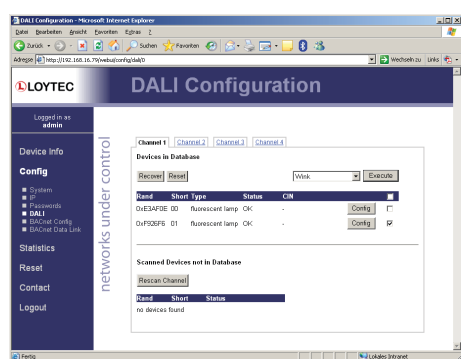 DALI Configuration - Microsoft Internet Explorer
Datei Bearbeiten Ansicht Favoriten Extras ?
Zurück Suchen Favoriten
Adresse http://192.168.16.79/webui/config/dali/0 Wechseln zu Links
LOYTEC
DALI Configuration
Logged in as
admin
Device Info
Config
System
IP
Passwords
DALI
BACnet Config
BACnet Data Link
Statistics
Reset
Contact
Logout
networks under control
Channel 1 Channel 2 Channel 3 Channel 4
Devices in Database
Recover Reset Wink Execute
Rand Short Type Status CIN
0xE3AF0E 00 fluorescent lamp OK - Config
0xF926F6 01 fluorescent lamp OK - Config
Scanned Devices not in Database
Rescan Channel
Rand Short Status
no devices found
Fertig Lokales Intranet